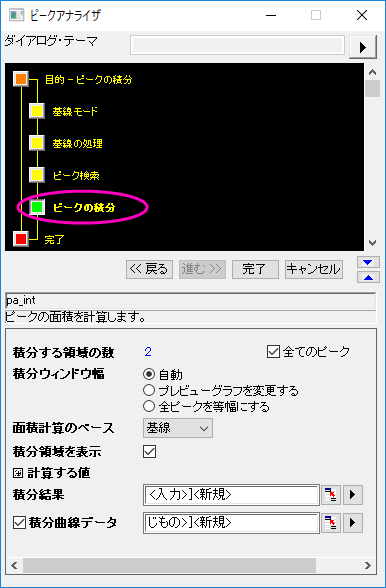 ピークアナライザ
ダイアログ・テーマ
目的 - ピークの積分
基線モード
基線の処理
ピーク検索
ピークの積分
完了
<< 戻る 進む >> 完了 キャンセル
pa_int
ピークの面積を計算します。
積分する領域の数 2 全てのピーク
積分ウィンドウ幅 自動
プレビューグラフを変更する
全ピークを等幅にする
面積計算のベース 基線
積分領域を表示
計算する値
積分結果 <入力>]<新規>
積分曲線データ じもの>]<新規>